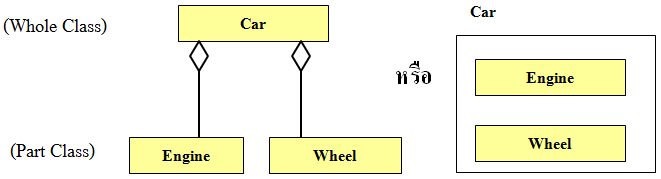 (Whole Class)
Car
หรือ
Car
Engine
Wheel
(Part Class)
Engine
Wheel